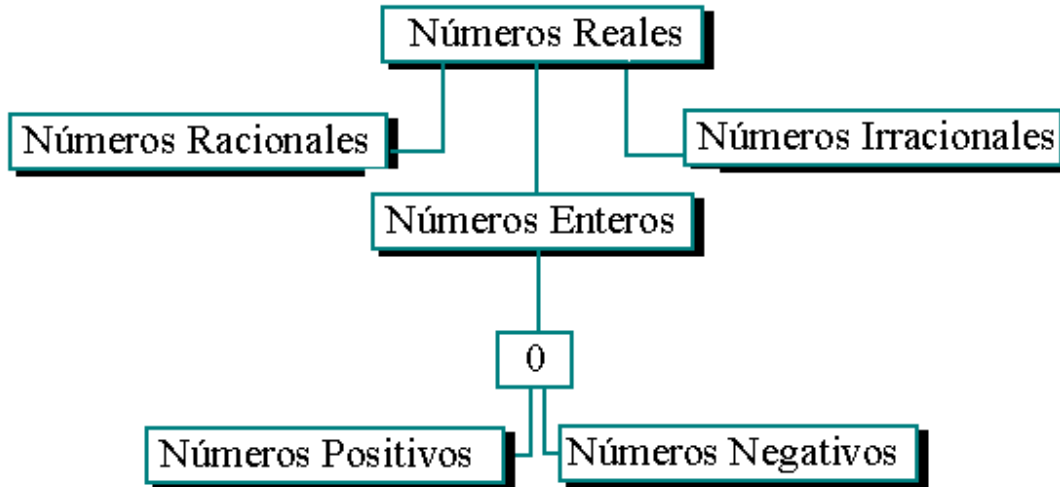 Números Reales
Números Racionales
Números Irracionales
Números Enteros
0
Números Positivos
Números Negativos